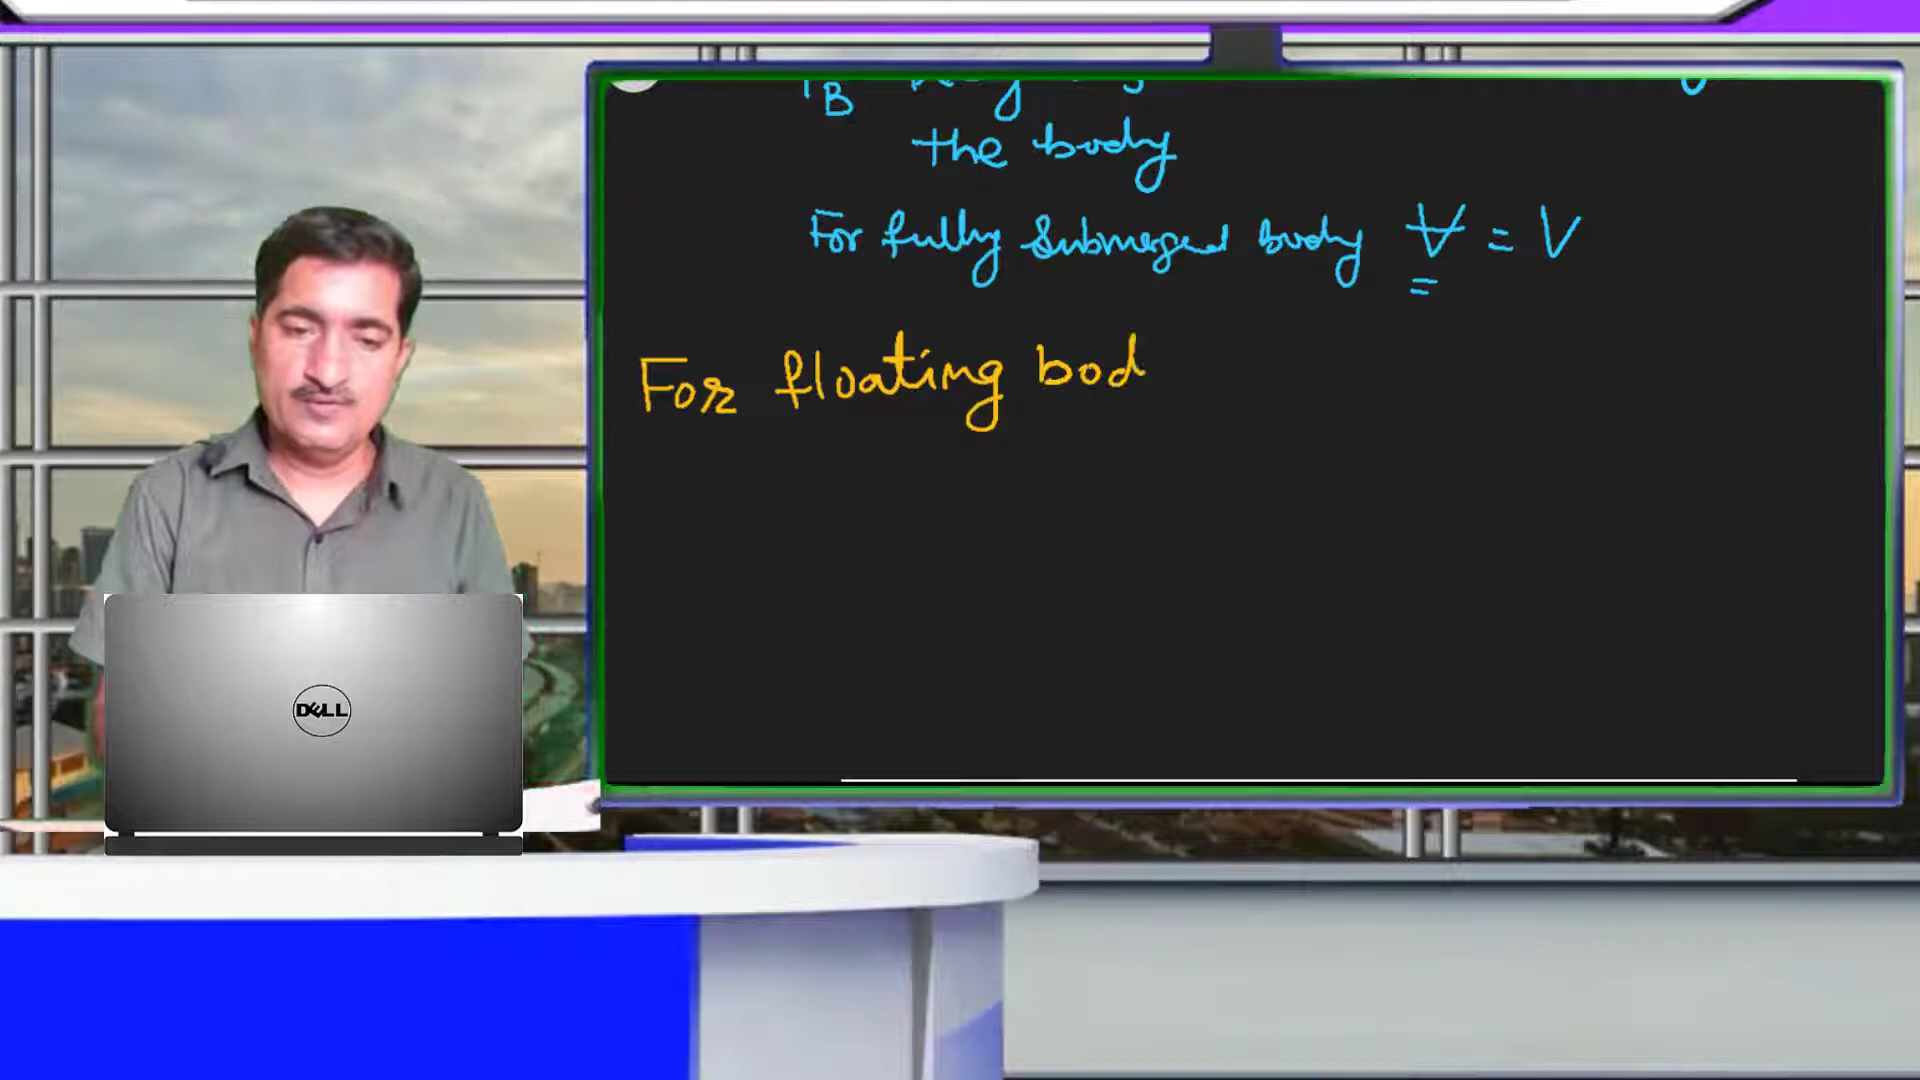 B
the body
For fully submerged body V = V
For floating bod
DELL